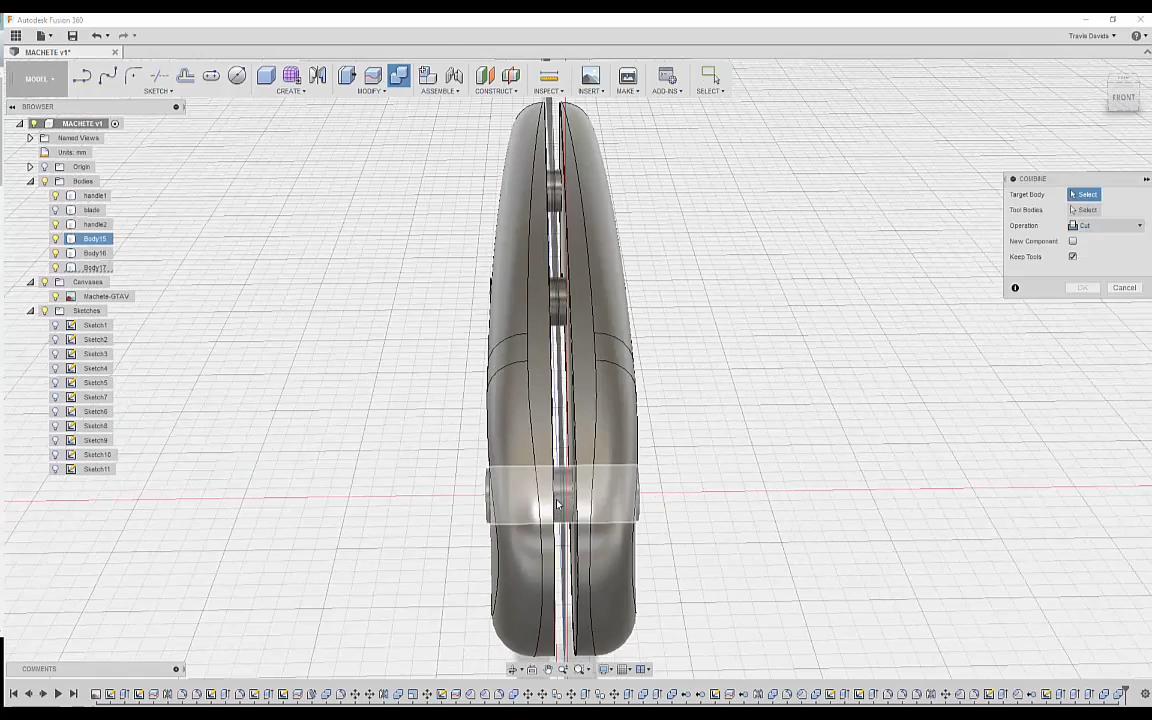 Autodesk Fusion 360
Travis Davids
MACHETE v1*
MODEL
SKETCH
CREATE
MODIFY
ASSEMBLE
CONSTRUCT
INSPECT
INSERT
MAKE
ADD-INS
SELECT
TOP
FRONT
BROWSER
MACHETE v1
Named Views
Units: mm
Origin
Bodies
handle1
blade
handle2
Body15
Body16
Body17
Canvases
Machete-GTAV
Sketches
Sketch1
Sketch2
Sketch3
Sketch4
Sketch5
Sketch7
Sketch6
Sketch8
Sketch9
Sketch10
Sketch11
COMBINE
Target Body Select
Tool Bodies Select
Operation Cut
New Component
Keep Tools
OK Cancel
COMMENTS